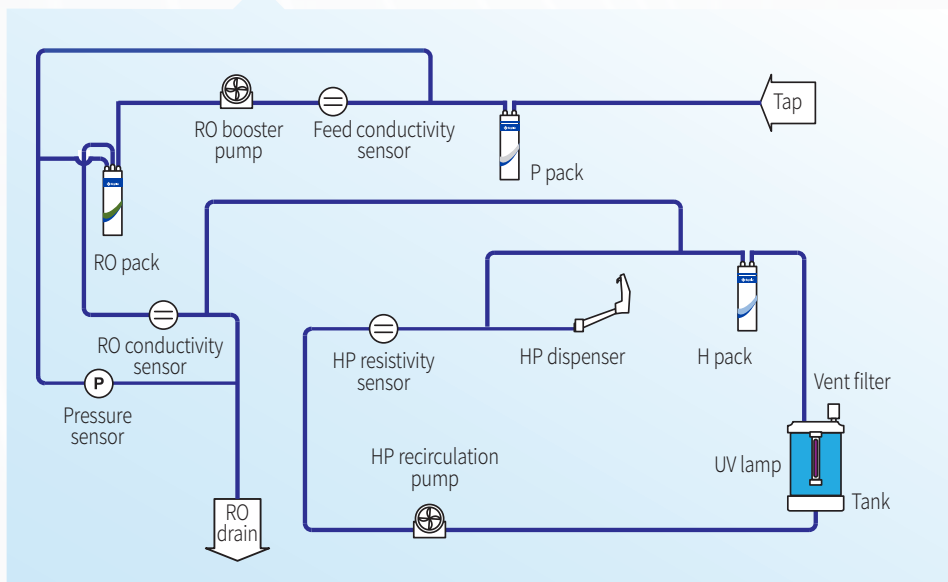 Tap
RO booster
pump
Feed conductivity
sensor
P pack
RO pack
RO conductivity
sensor
HP resistivity
sensor
HP dispenser
H pack
Vent filter
P
Pressure
sensor
HP recirculation
pump
UV lamp
Tank
RO
drain